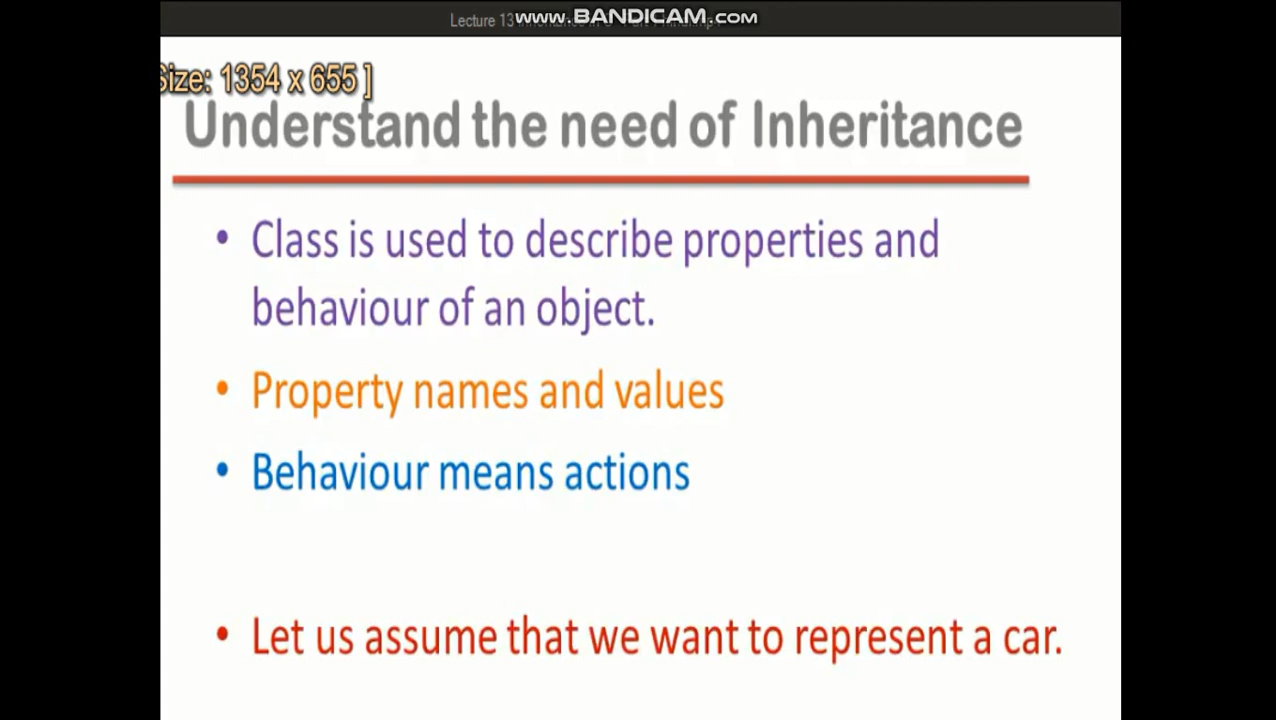 Lecture 13 www.BANDICAM.com
Size: 1354 x 655 ]
Understand the need of Inheritance
• Class is used to describe properties and
behaviour of an object.
• Property names and values
• Behaviour means actions
• Let us assume that we want to represent a car.